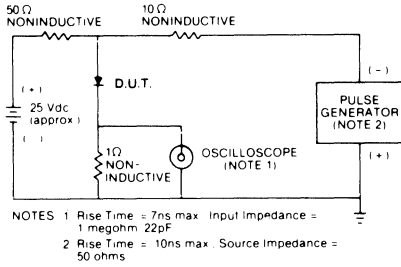 50 Ω
NONINDUCTIVE
10 Ω
NONINDUCTIVE
(+)
25 Vdc
(approx)
( )
D.U.T.
1 Ω
NON-
INDUCTIVE
OSCILLOSCOPE
(NOTE 1)
(–)
PULSE
GENERATOR
(NOTE 2)
(+)
NOTES 1 Rise Time = 7ns max Input Impedance =
1 megohm 22pF
2 Rise Time = 10ns max. Source Impedance =
50 ohms